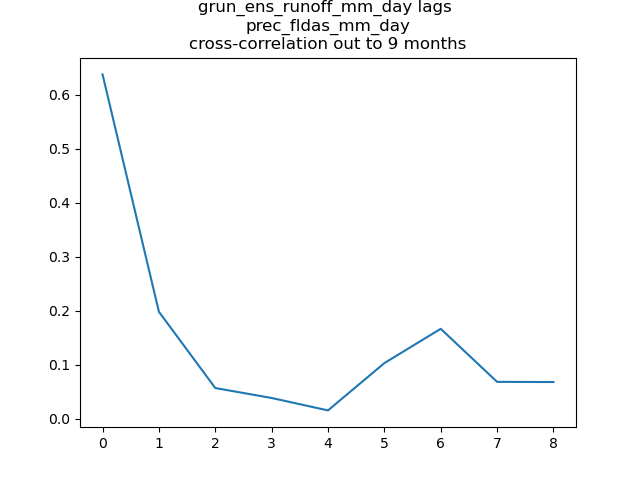 grun_ens_runoff_mm_day lags
prec_fldas_mm_day
cross-correlation out to 9 months
0.6
0.5
0.4
0.3
0.2
0.1
0.0
0 1 2 3 4 5 6 7 8